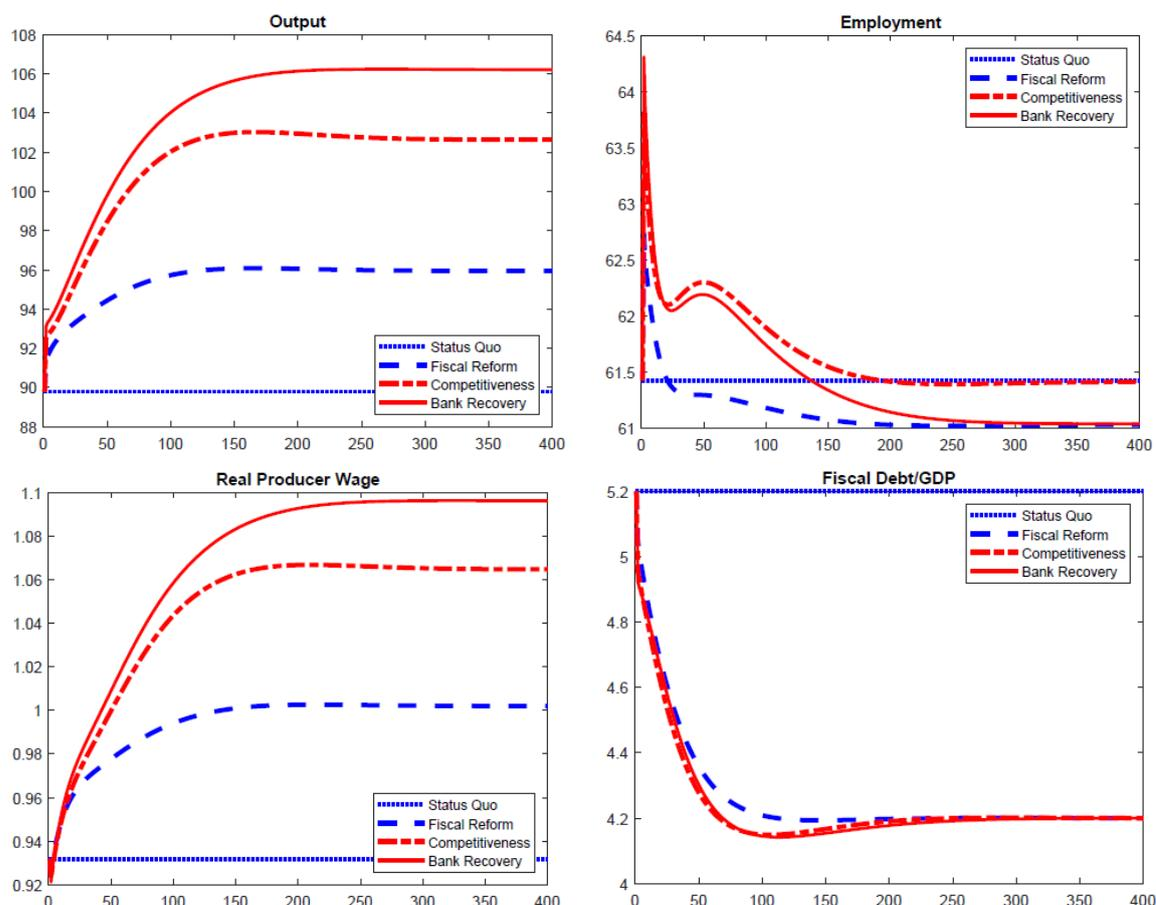 Output
108
106
104
102
100
98
96
94
92
90
88
0 50 100 150 200 250 300 350 400
Status Quo
Fiscal Reform
Competitiveness
Bank Recovery
Employment
64.5
64
63.5
63
62.5
62
61.5
61
0 50 100 150 200 250 300 350 400
Status Quo
Fiscal Reform
Competitiveness
Bank Recovery
Real Producer Wage
1.1
1.08
1.06
1.04
1.02
1
0.98
0.96
0.94
0.92
0 50 100 150 200 250 300 350 400
Status Quo
Fiscal Reform
Competitiveness
Bank Recovery
Fiscal Debt/GDP
5.2
5
4.8
4.6
4.4
4.2
4
0 50 100 150 200 250 300 350 400
Status Quo
Fiscal Reform
Competitiveness
Bank Recovery